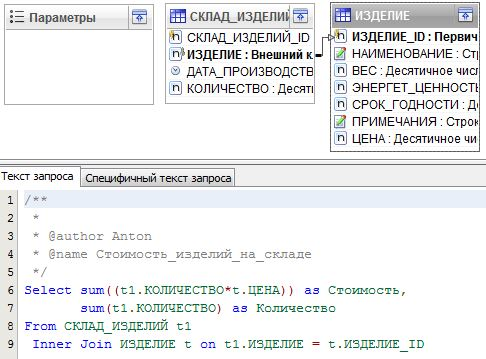 Параметры
СКЛАД_ИЗДЕЛИЙ
СКЛАД_ИЗДЕЛИЙ_ID
ИЗДЕЛИЕ : Внешний к
ДАТА_ПРОИЗВОДСТВ
КОЛИЧЕСТВО : Десяти
ИЗДЕЛИЕ
ИЗДЕЛИЕ_ID : Первич
НАИМЕНОВАНИЕ : Стр
ВЕС : Десятичное числ
ЭНЕРГЕТ_ЦЕННОСТЬ
СРОК_ГОДНОСТИ : Де
ПРИМЕЧАНИЯ : Строк
ЦЕНА : Десятичное чи
Текст запроса
Специфичный текст запроса
1 /**
2 *
3 * @author Anton
4 * @name Стоимость_изделий_на_складе
5 */
6 Select sum((t1.КОЛИЧЕСТВО*t.ЦЕНА)) as Стоимость,
7 sum(t1.КОЛИЧЕСТВО) as Количество
8 From СКЛАД_ИЗДЕЛИЙ t1
9 Inner Join ИЗДЕЛИЕ t on t1.ИЗДЕЛИЕ = t.ИЗДЕЛИЕ_ID